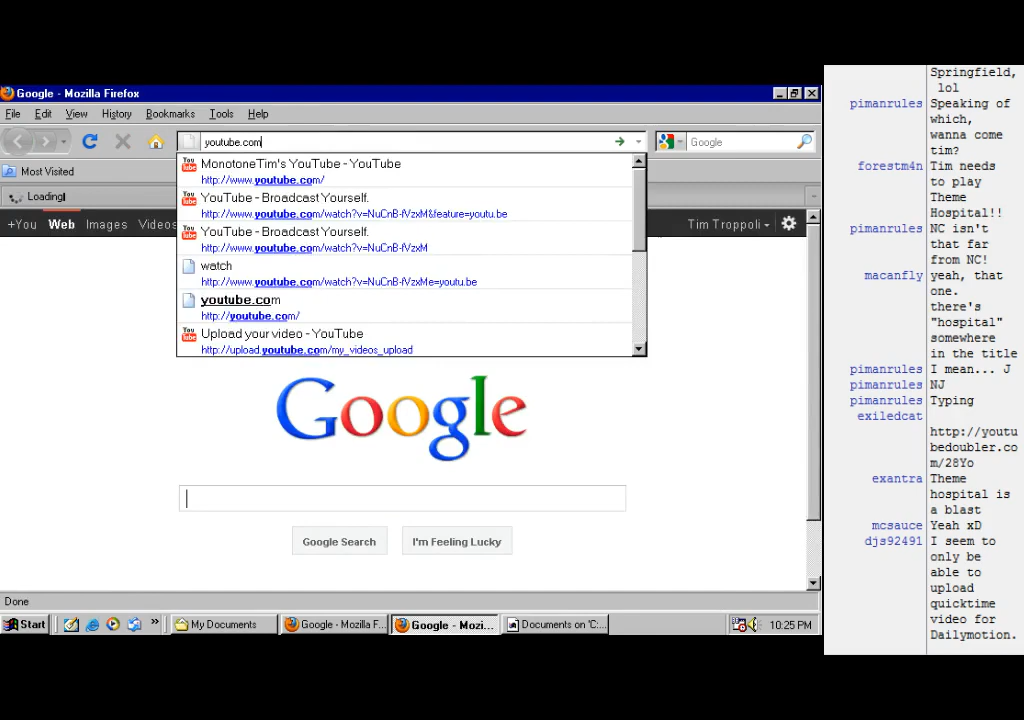 Google - Mozilla Firefox
File Edit View History Bookmarks Tools Help
youtube.com
Google
Most Visited
Loading!
+You Web Images Videos
Tim Troppoli
You Tube MonotoneTim's YouTube - YouTube
http://www.youtube.com/
You Tube YouTube - Broadcast Yourself.
http://www.youtube.com/watch?v=NuCnB-fVzxM&feature=youtu.be
You Tube YouTube - Broadcast Yourself.
http://www.youtube.com/watch?v=NuCnB-fVzxM
watch
http://www.youtube.com/watch?v=NuCnB-fVzxMe=youtu.be
youtube.com
http://youtube.com/
You Tube Upload your video - YouTube
http://upload.youtube.com/my_videos_upload
Google
Google Search I'm Feeling Lucky
Done
Start » My Documents Google - Mozilla F... Google - Mozi... Documents on 'C:... 10:25 PM
Springfield,
lol
pimanrules Speaking of
which,
wanna come
tim?
forestm4n Tim needs
to play
Theme
Hospital!!
pimanrules NC isn't
that far
from NC!
macanfly yeah, that
one.
there's
"hospital"
somewhere
in the title
pimanrules I mean... J
pimanrules NJ
pimanrules Typing
exiledcat
http://youtu
bedoubler.co
m/28Yo
exantra Theme
hospital is
a blast
mcsauce Yeah xD
djs92491 I seem to
only be
able to
upload
quicktime
video for
Dailymotion.